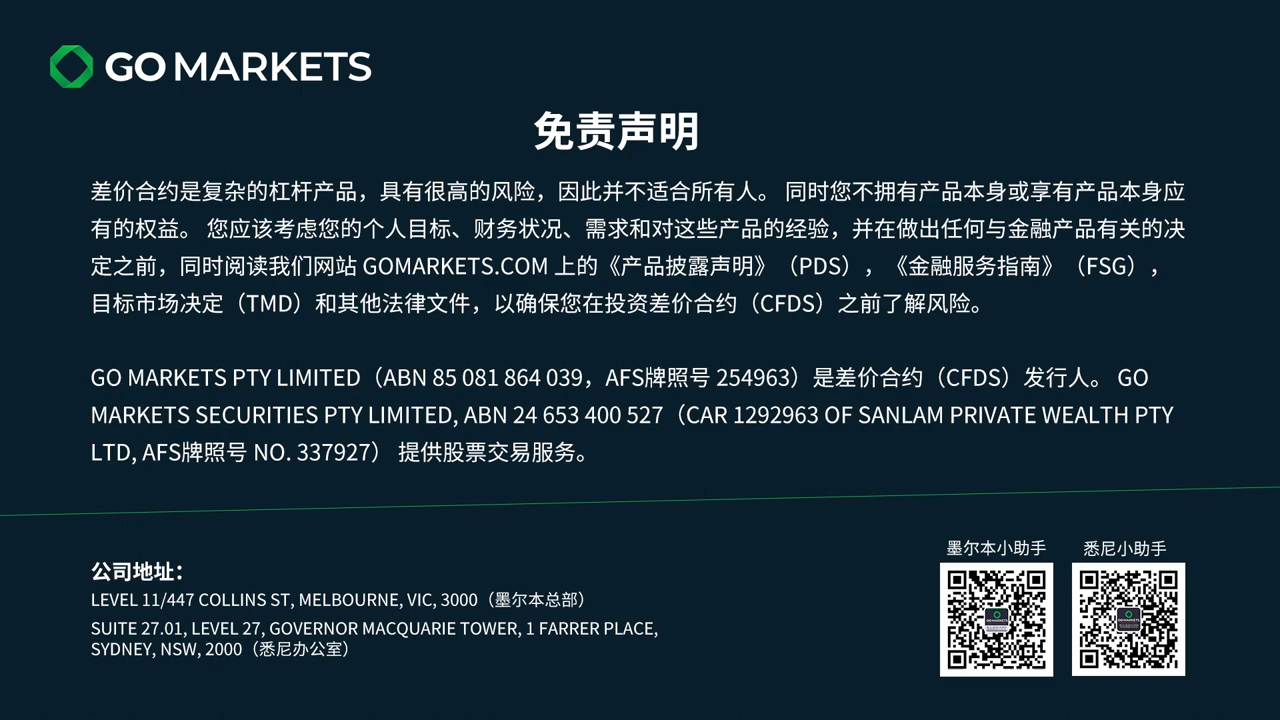 GO MARKETS
免责声明
差价合约是复杂的杠杆产品，具有很高的风险，因此并不适合所有人。 同时您不拥有产品本身或享有产品本身应
有的权益。 您应该考虑您的个人目标、财务状况、需求和对这些产品的经验，并在做出任何与金融产品有关的决
定之前，同时阅读我们网站 GOMARKETS.COM 上的《产品披露声明》（PDS），《金融服务指南》（FSG），
目标市场决定（TMD）和其他法律文件，以确保您在投资差价合约（CFDS）之前了解风险。
GO MARKETS PTY LIMITED（ABN 85 081 864 039，AFS牌照号 254963）是差价合约（CFDS）发行人。 GO
MARKETS SECURITIES PTY LIMITED, ABN 24 653 400 527（CAR 1292963 OF SANLAM PRIVATE WEALTH PTY
LTD, AFS牌照号 NO. 337927） 提供股票交易服务。
墨尔本小助手 悉尼小助手
公司地址：
LEVEL 11/447 COLLINS ST, MELBOURNE, VIC, 3000（墨尔本总部）
SUITE 27.01, LEVEL 27, GOVERNOR MACQUARIE TOWER, 1 FARRER PLACE,
SYDNEY, NSW, 2000（悉尼办公室）